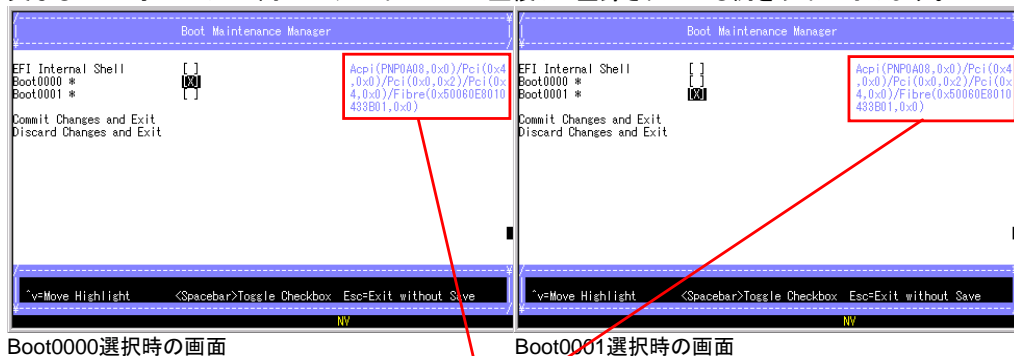 Boot Maintenance Manager
EFI Internal Shell [ ]
Boot0000 * [X]
Boot0001 * [ ]
Commit Changes and Exit
Discard Changes and Exit
Acpi(PNP0A08,0x0)/Pci(0x4
,0x0)/Pci(0x0,0x2)/Pci(0x
4,0x0)/Fibre(0x50060E8010
433B01,0x0)
^v=Move Highlight <Spacebar>Toggle Checkbox Esc=Exit without Save
NV
Boot0000選択時の画面
Boot Maintenance Manager
EFI Internal Shell [ ]
Boot0000 * [ ]
Boot0001 * [X]
Commit Changes and Exit
Discard Changes and Exit
Acpi(PNP0A08,0x0)/Pci(0x4
,0x0)/Pci(0x0,0x2)/Pci(0x
4,0x0)/Fibre(0x50060E8010
433B01,0x0)
^v=Move Highlight <Spacebar>Toggle Checkbox Esc=Exit without Save
NV
Boot0001選択時の画面